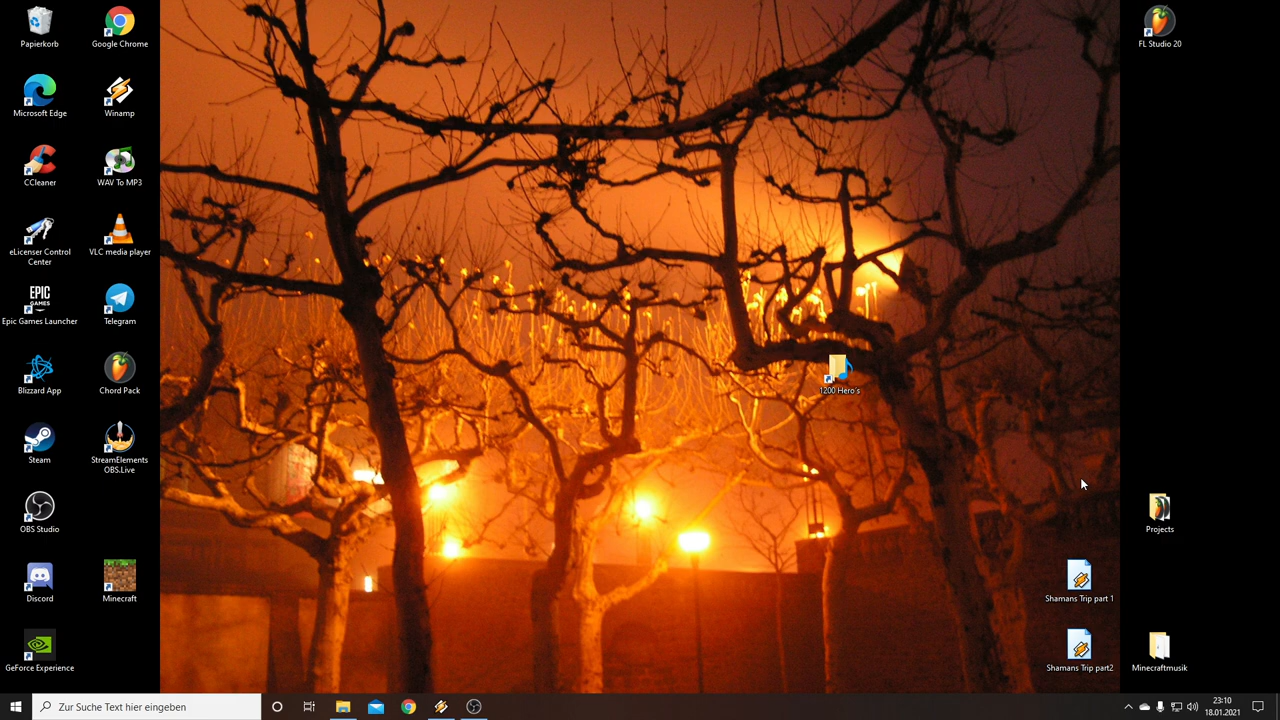 Papierkorb
Google Chrome
FL Studio 20
Microsoft Edge
Winamp
CCleaner
WAV To MP3
eLicenser Control
Center
VLC media player
EPIC
GAMES
Epic Games Launcher
Telegram
Blizzard App
Chord Pack
1200 Hero´s
Steam
StreamElements
OBS.Live
OBS Studio
Projects
Discord
Minecraft
Shamans Trip part 1
GeForce Experience
Shamans Trip part2
Minecraftmusik
Zur Suche Text hier eingeben
23:10
18.01.2021